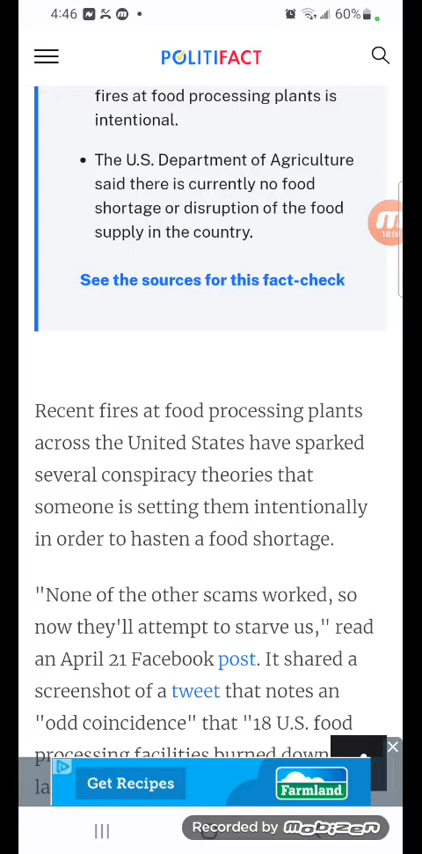 4:46
60%
POLITIFACT
fires at food processing plants is
intentional.
• The U.S. Department of Agriculture
said there is currently no food
shortage or disruption of the food
supply in the country.
See the sources for this fact-check
Recent fires at food processing plants
across the United States have sparked
several conspiracy theories that
someone is setting them intentionally
in order to hasten a food shortage.
"None of the other scams worked, so
now they'll attempt to starve us," read
an April 21 Facebook post. It shared a
screenshot of a tweet that notes an
"odd coincidence" that "18 U.S. food
processing facilities burned down
la
Get Recipes
Farmland
Recorded by mobizen